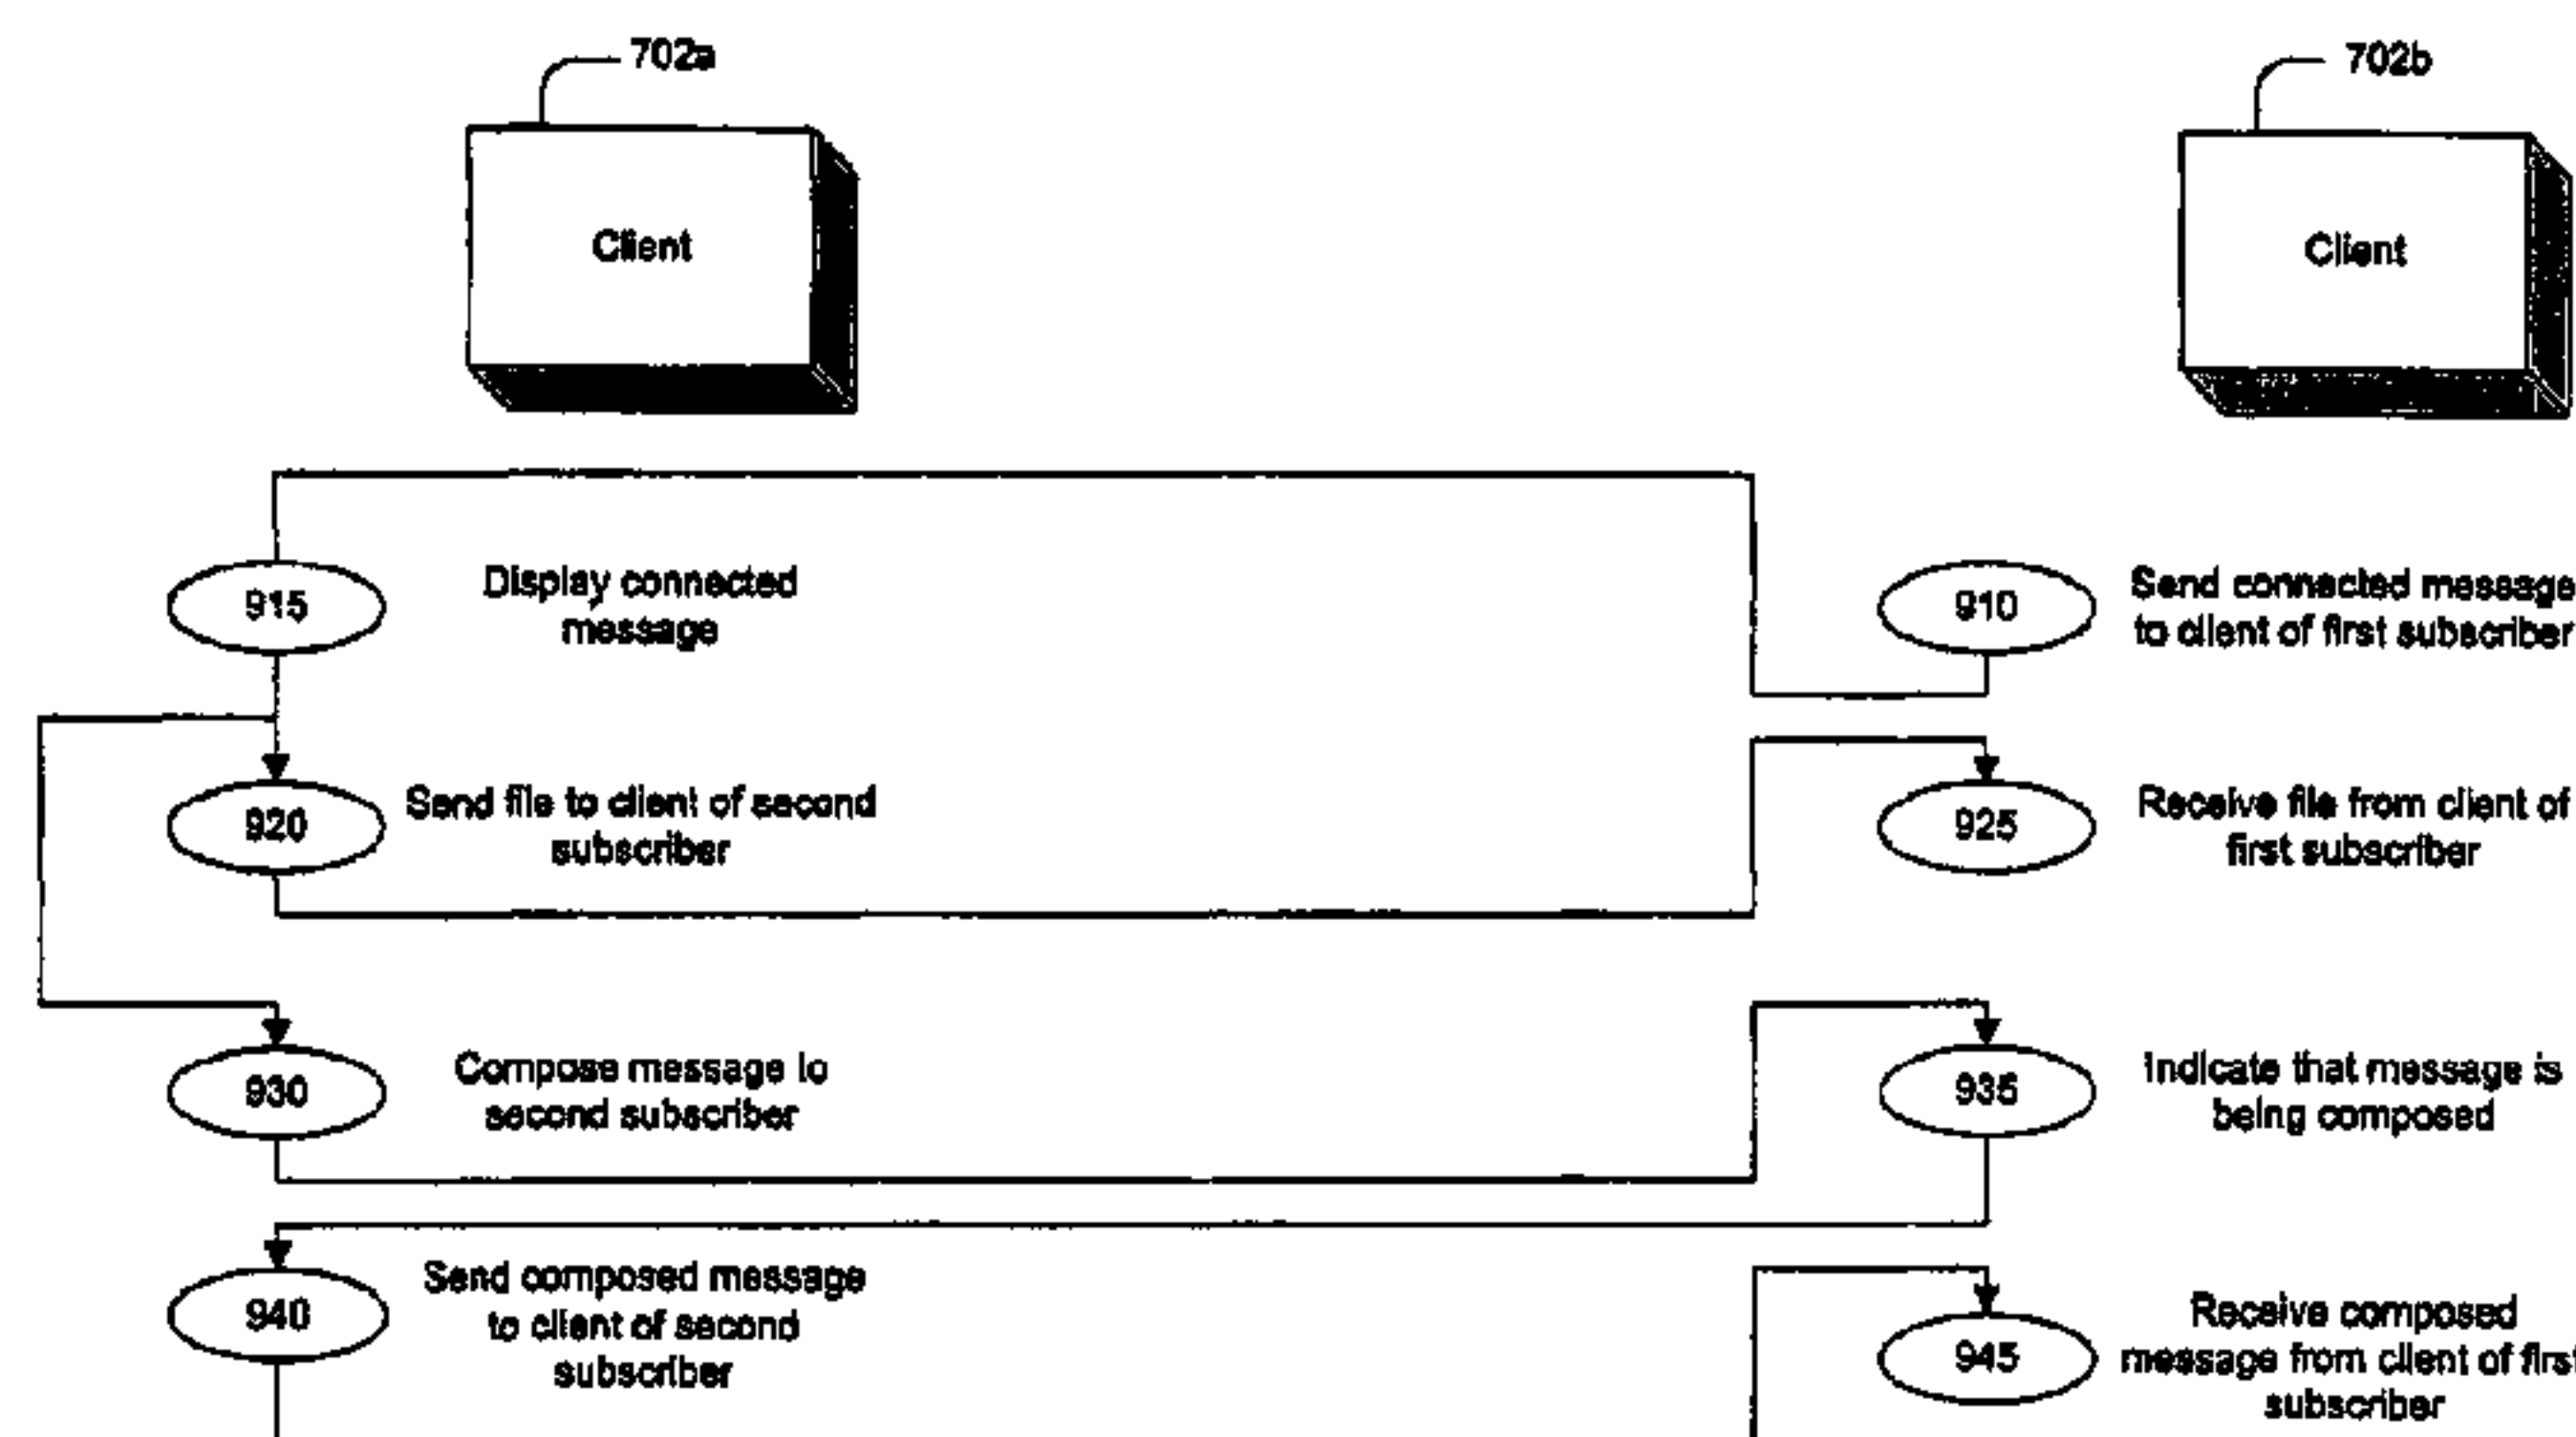 702a
702b
Client
Client
915
Display connected
message
910
Send connected message
to client of first subscriber
920
Send file to client of second
subscriber
925
Receive file from client of
first subscriber
930
Compose message to
second subscriber
935
Indicate that message is
being composed
940
Send composed message
to client of second
subscriber
945
Receive composed
message from client of first
subscriber